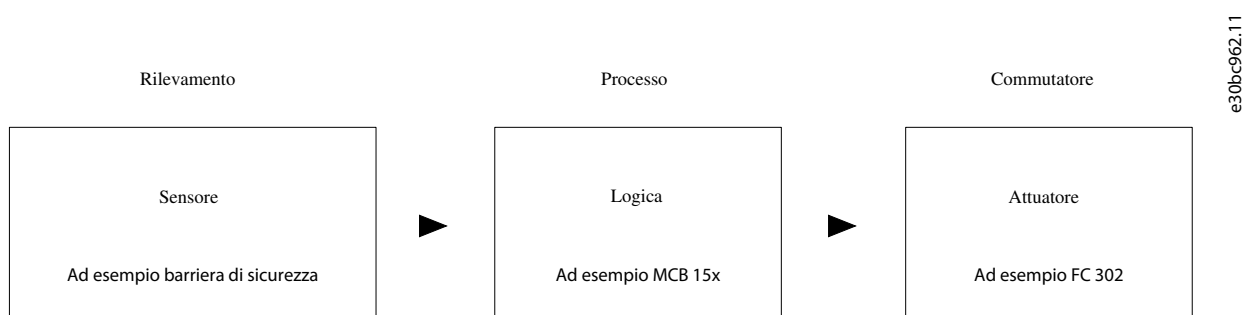 e30bc962.11
Rilevamento
Processo
Commutatore
Sensore
Logica
Attuatore
Ad esempio barriera di sicurezza
Ad esempio MCB 15x
Ad esempio FC 302